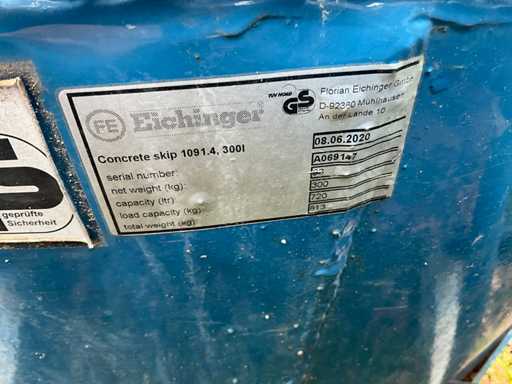 FE Eichinger
TÜV NORD GS
Florian Eichinger GmbH
D-92360 Mühlhausen
An der Lände 10
Concrete skip 1091.4, 300l
08.06.2020
serial number:
net weight (kg):
capacity (ltr) 300
load capacity (kg) 720
total weight (kg) 813
S
geprüfte
Sicherheit